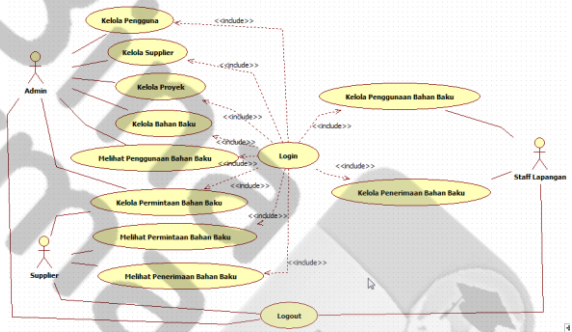 Kelola Pengguna
<<include>>
Kelola Supplier
<<include>>
Admin
Kelola Proyek
Kelola Penggunaan Bahan Baku
<<include>>
Kelola Bahan Baku
<<include>>
<<include>>
Melihat Penggunaan Bahan Baku
Login
<<include>>
<<include>>
Staff Lapangan
<<include>>
Kelola Penerimaan Bahan Baku
Kelola Permintaan Bahan Baku
<<include>>
Melihat Permintaan Bahan Baku
Supplier
Melihat Penerimaan Bahan Baku
<<include>>
Logout